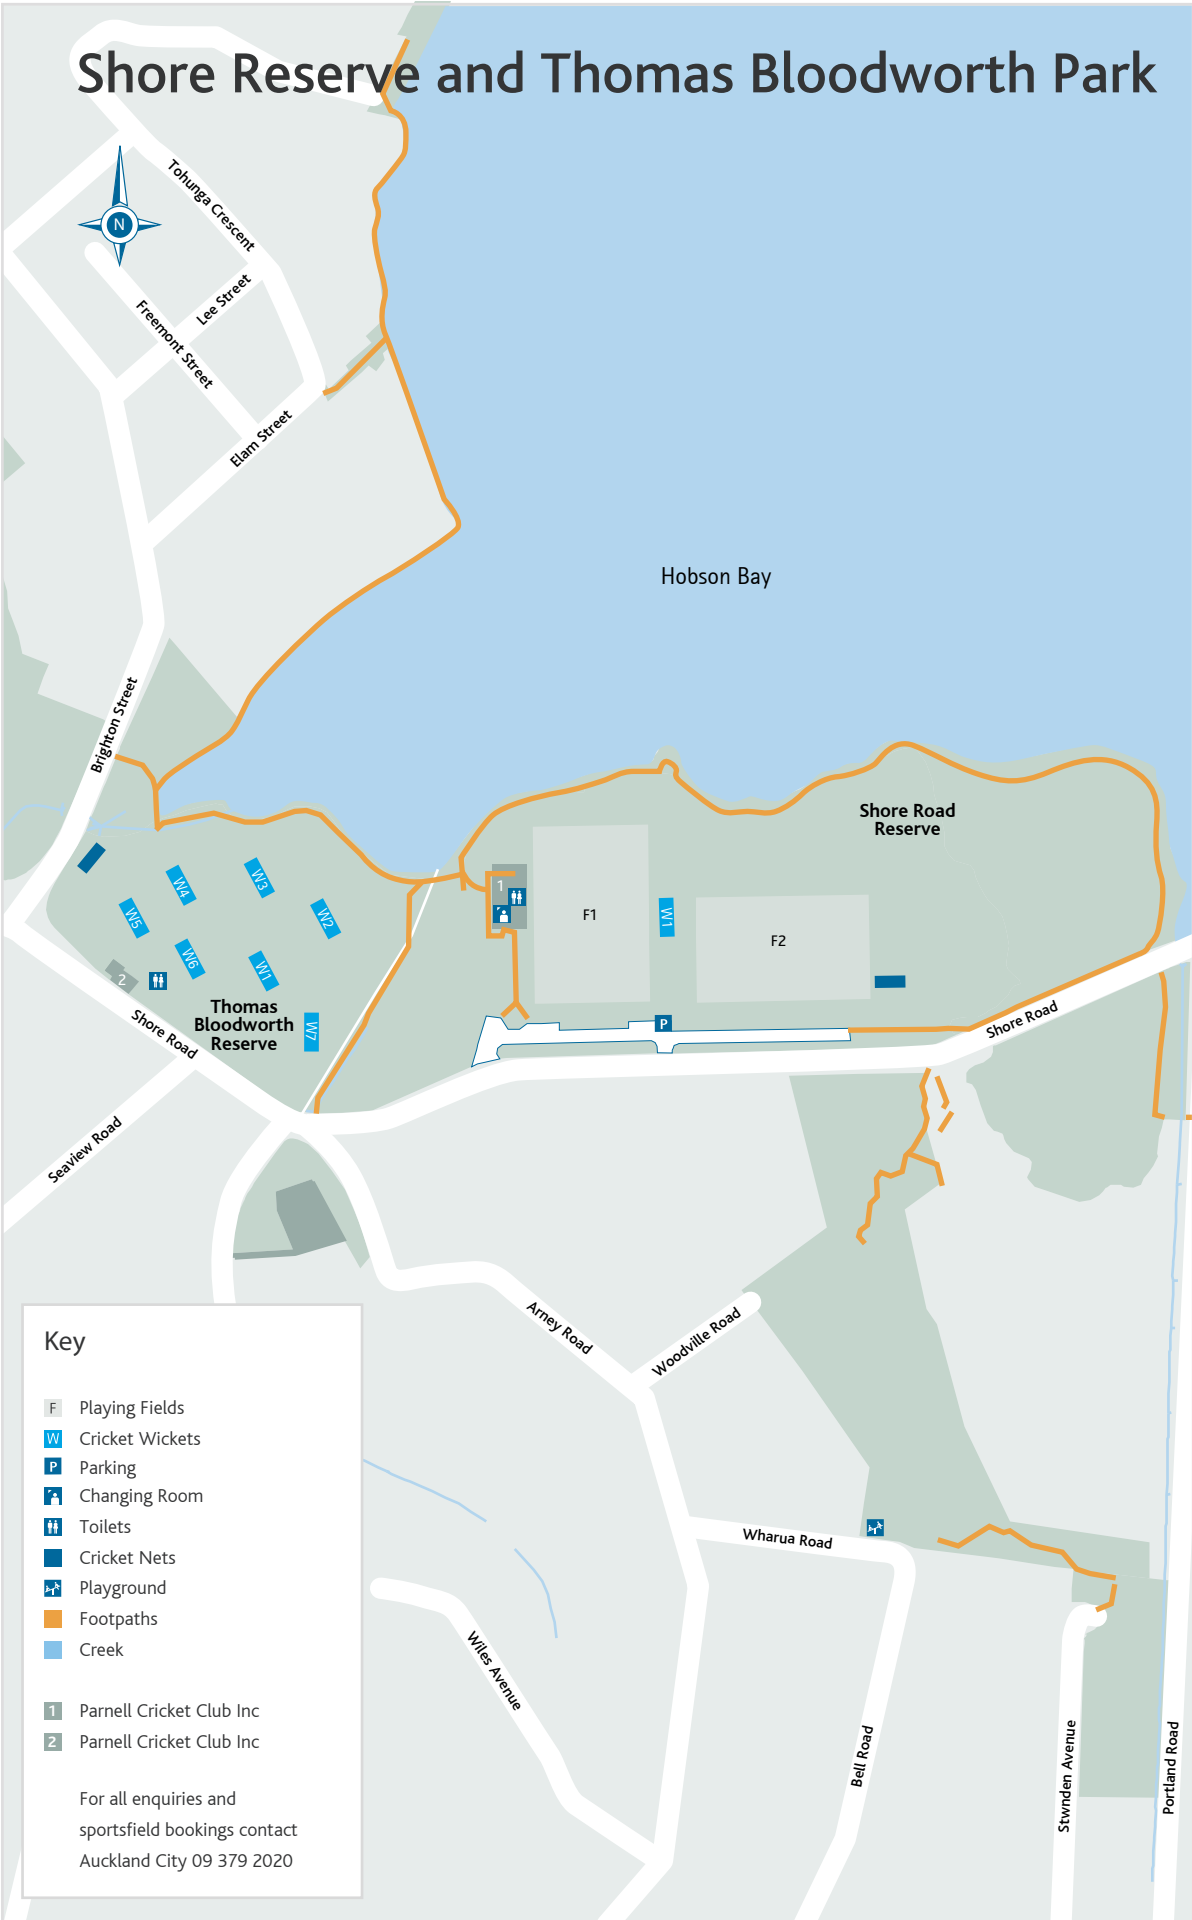 Shore Reserve and Thomas Bloodworth Park
N
Tohunga Crescent
Lee Street
Freemont Street
Elam Street
Hobson Bay
Brighton Street
Shore Road
Reserve
W4
W3
W5
W2
W6
W1
W7
2
Thomas
Bloodworth
Reserve
1
F1
W1
F2
P
Shore Road
Shore Road
Seaview Road
Arney Road
Woodville Road
Wharua Road
Wiles Avenue
Bell Road
Stwnden Avenue
Portland Road
Key
F Playing Fields
W Cricket Wickets
P Parking
Changing Room
Toilets
Cricket Nets
Playground
Footpaths
Creek
1 Parnell Cricket Club Inc
2 Parnell Cricket Club Inc
For all enquiries and
sportsfield bookings contact
Auckland City 09 379 2020